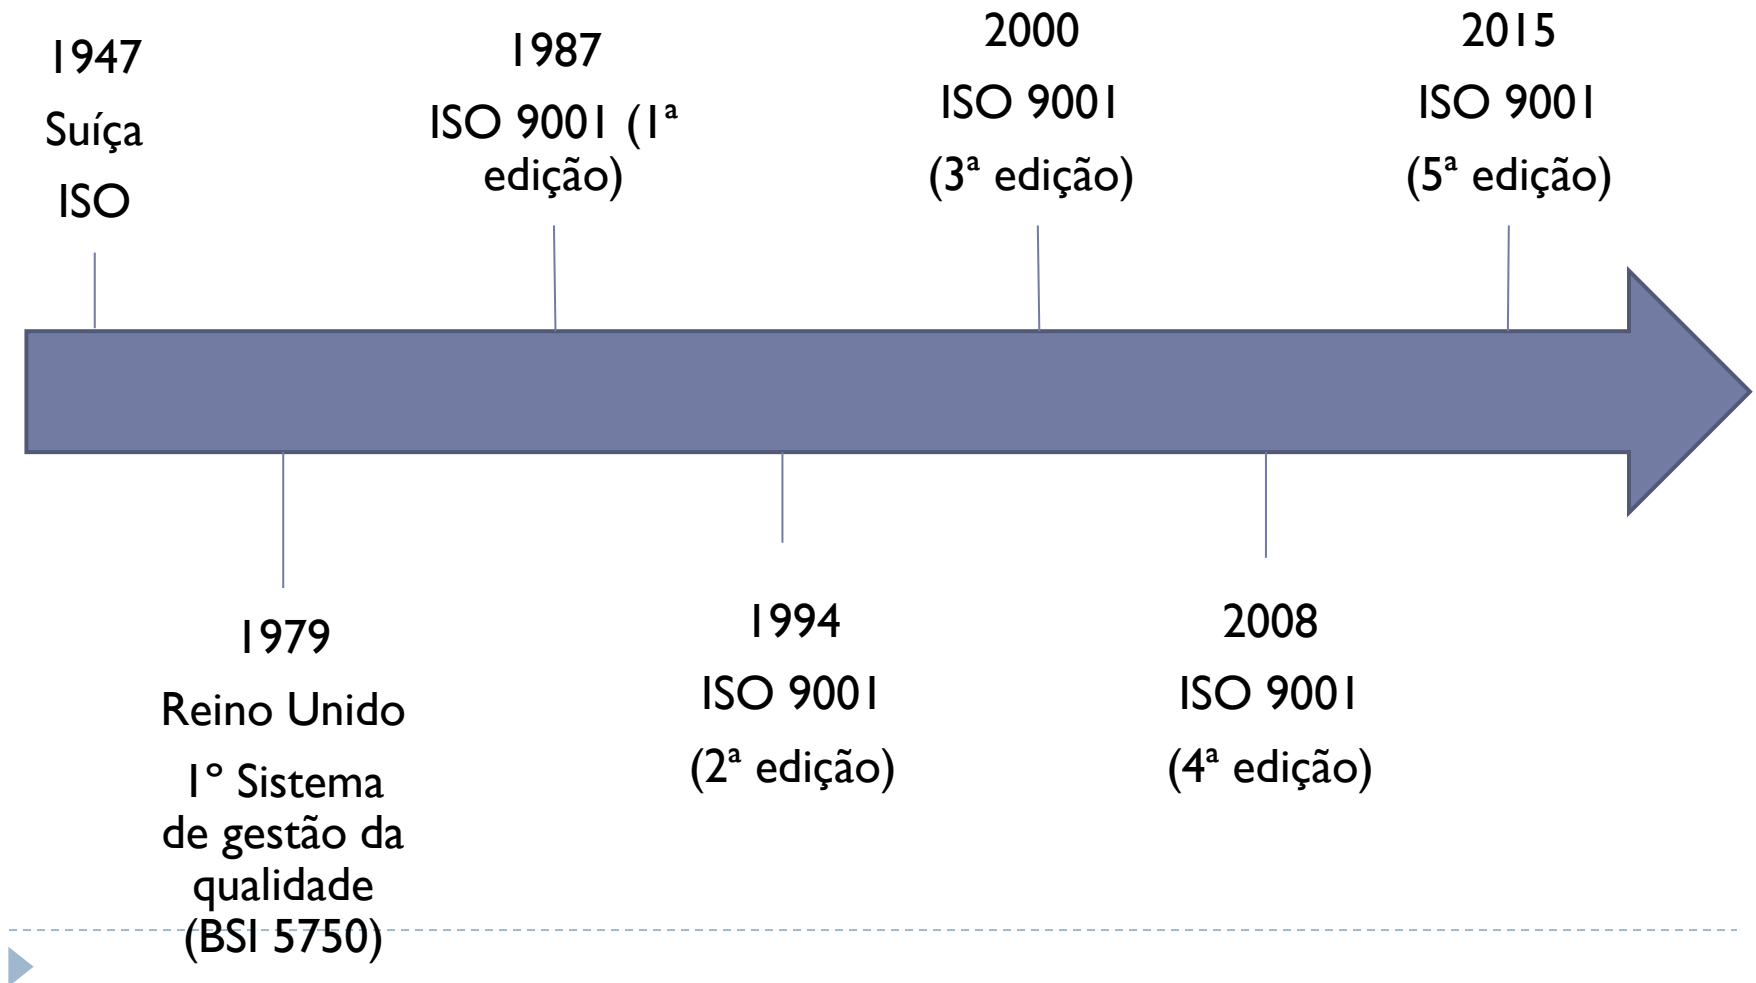 1947
Suíça
ISO
1987
ISO 9001 (1ª
edição)
2000
ISO 9001
(3ª edição)
2015
ISO 9001
(5ª edição)
1979
Reino Unido
1º Sistema
de gestão da
qualidade
(BSI 5750)
1994
ISO 9001
(2ª edição)
2008
ISO 9001
(4ª edição)